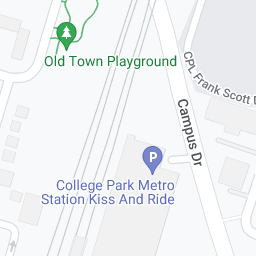 Old Town Playground
CPL Frank Scott D
Campus Dr
P
College Park Metro
Station Kiss And Ride